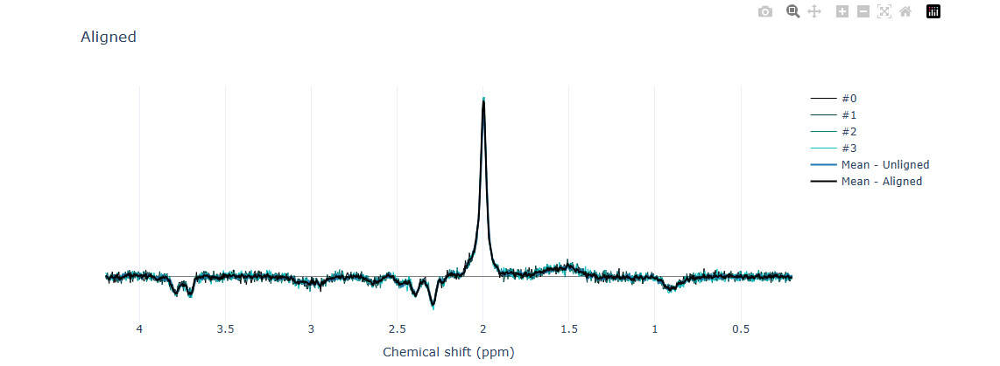 Aligned
#0
#1
#2
#3
Mean - Unligned
Mean - Aligned
4 3.5 3 2.5 2 1.5 1 0.5
Chemical shift (ppm)